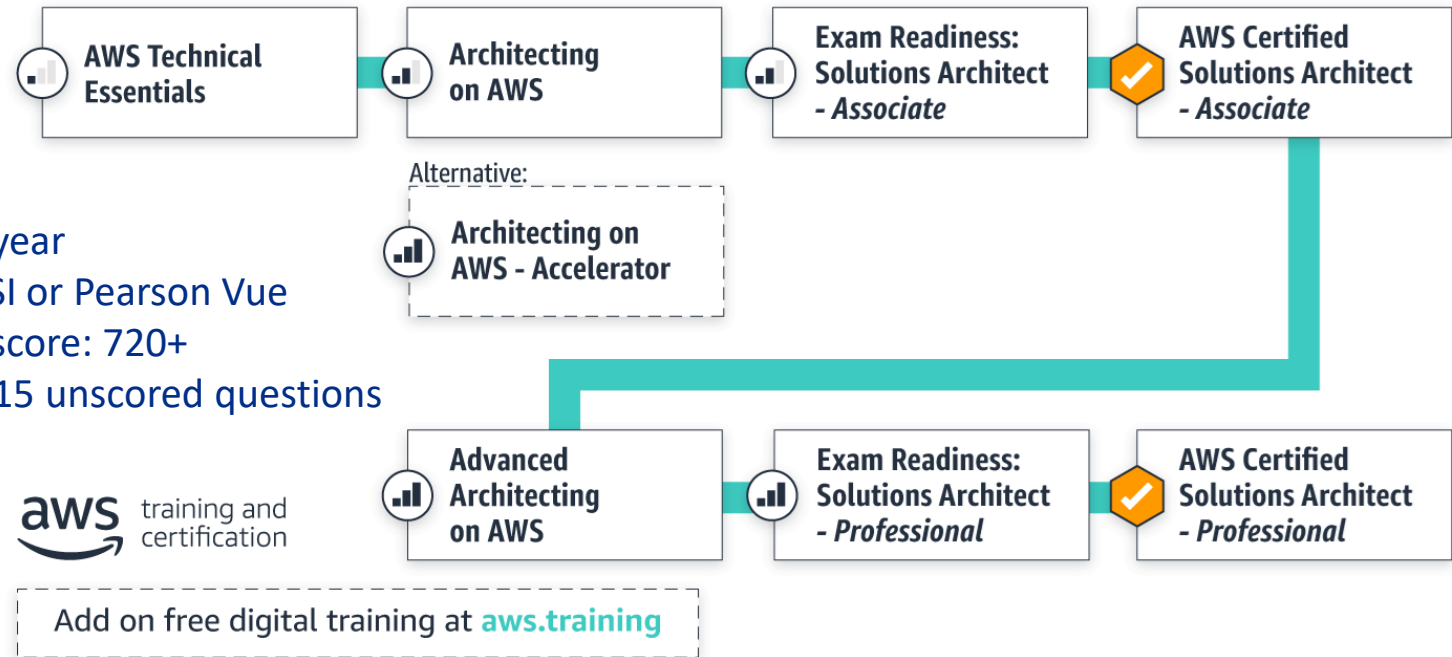 AWS Technical
Essentials
Architecting
on AWS
Exam Readiness:
Solutions Architect
- Associate
AWS Certified
Solutions Architect
- Associate
Alternative:
Architecting on
AWS - Accelerator
year
SI or Pearson Vue
score: 720+
15 unscored questions
Advanced
Architecting
on AWS
Exam Readiness:
Solutions Architect
- Professional
AWS Certified
Solutions Architect
- Professional
aws training and
certification
Add on free digital training at aws.training